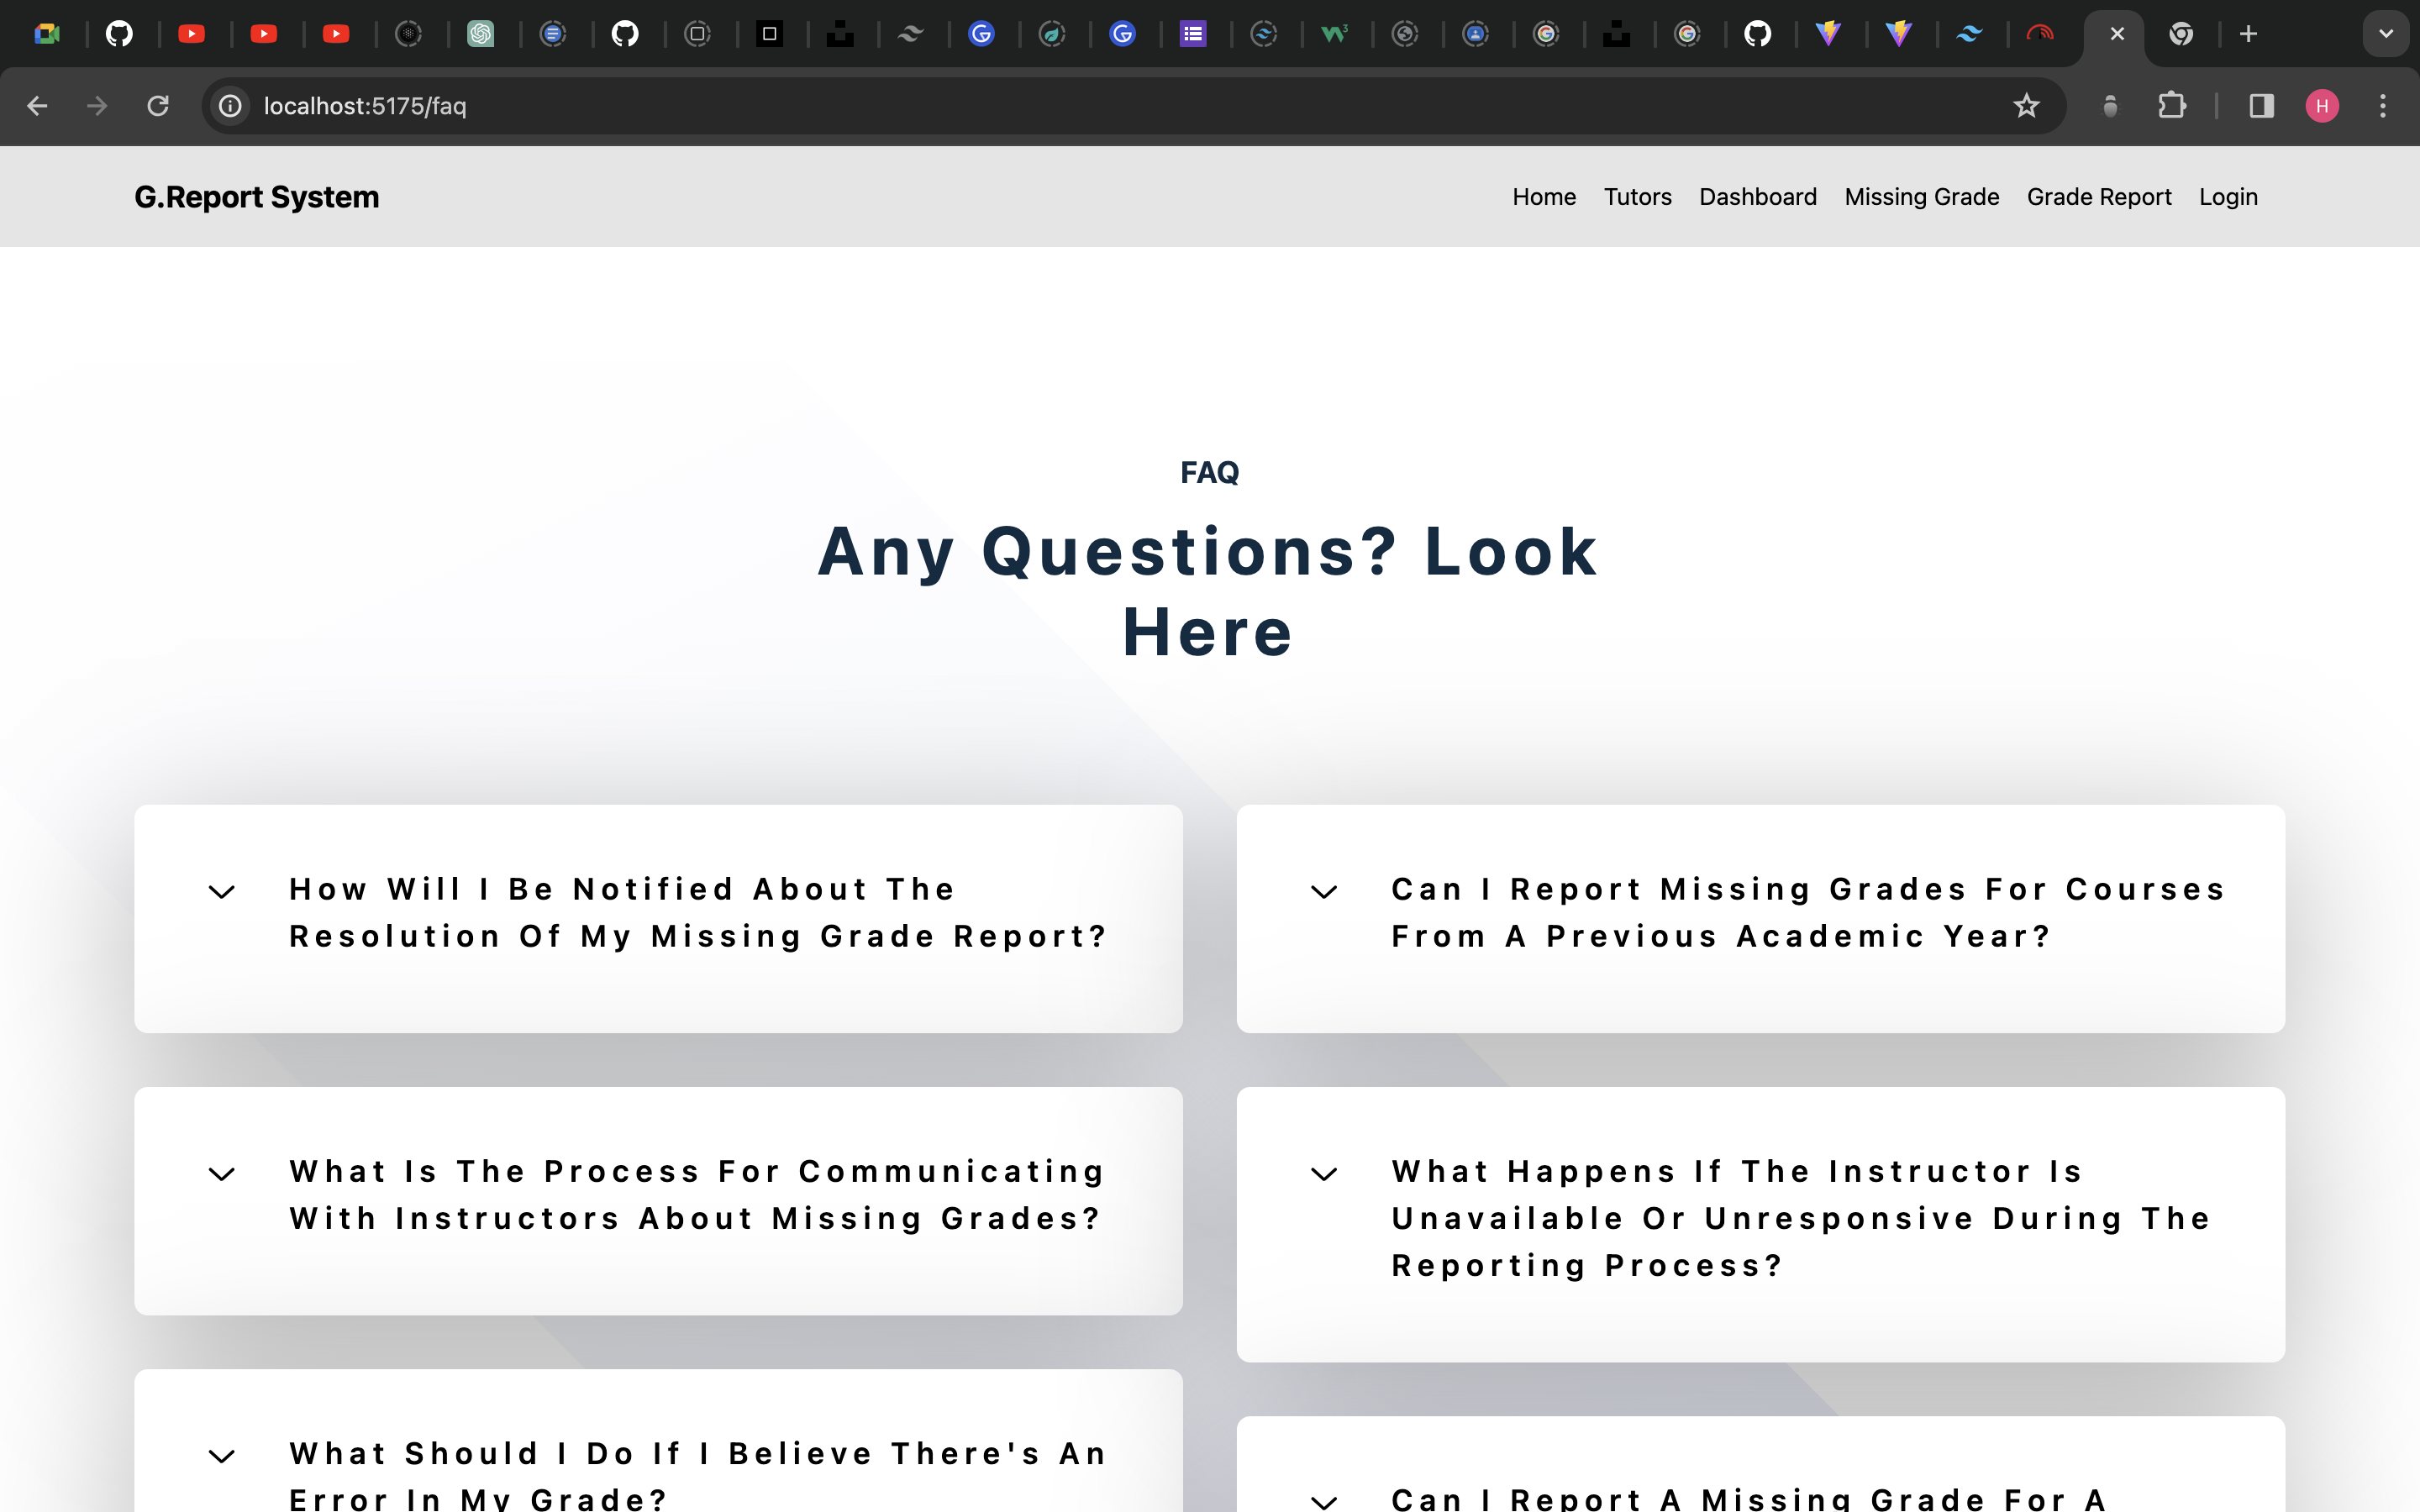 localhost:5175/faq
H
G.Report System
Home Tutors Dashboard Missing Grade Grade Report Login
FAQ
Any Questions? Look
Here
How Will I Be Notified About The
Resolution Of My Missing Grade Report?
Can I Report Missing Grades For Courses
From A Previous Academic Year?
What Is The Process For Communicating
With Instructors About Missing Grades?
What Happens If The Instructor Is
Unavailable Or Unresponsive During The
Reporting Process?
What Should I Do If I Believe There's An
Error In My Grade?
Can I Report A Missing Grade For A